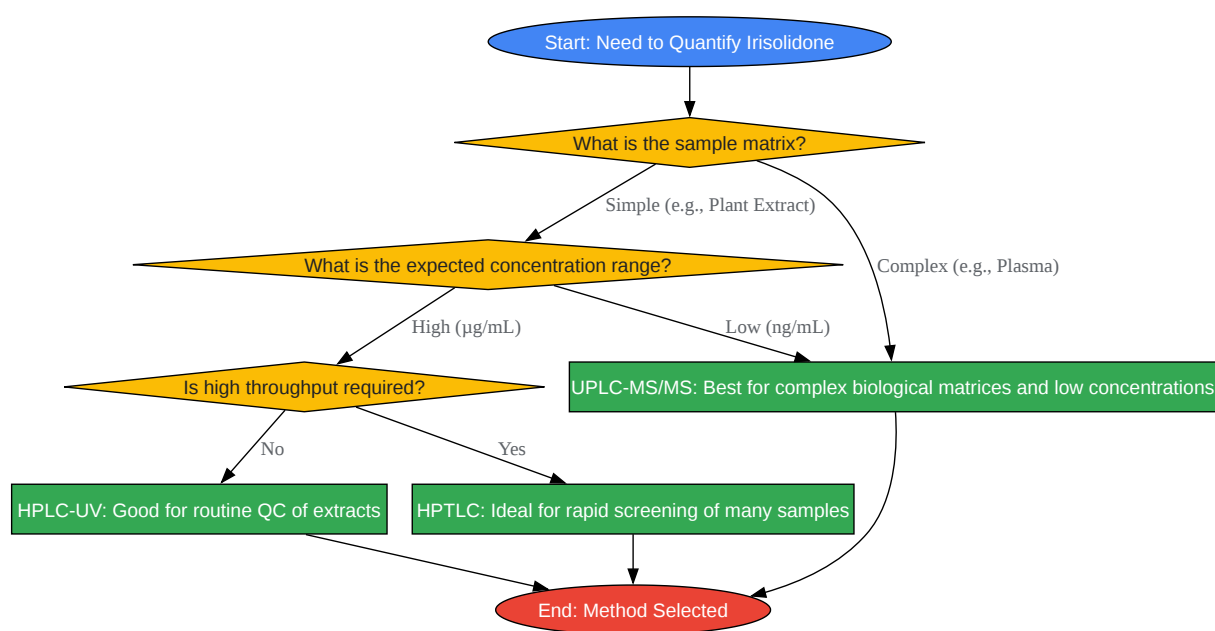 Start: Need to Quantify Irisolidone
What is the sample matrix?
Simple (e.g., Plant Extract)
What is the expected concentration range?
Complex (e.g., Plasma)
High (µg/mL)
Low (ng/mL)
Is high throughput required?
UPLC-MS/MS: Best for complex biological matrices and low concentrations
No
Yes
HPLC-UV: Good for routine QC of extracts
HPTLC: Ideal for rapid screening of many samples
End: Method Selected